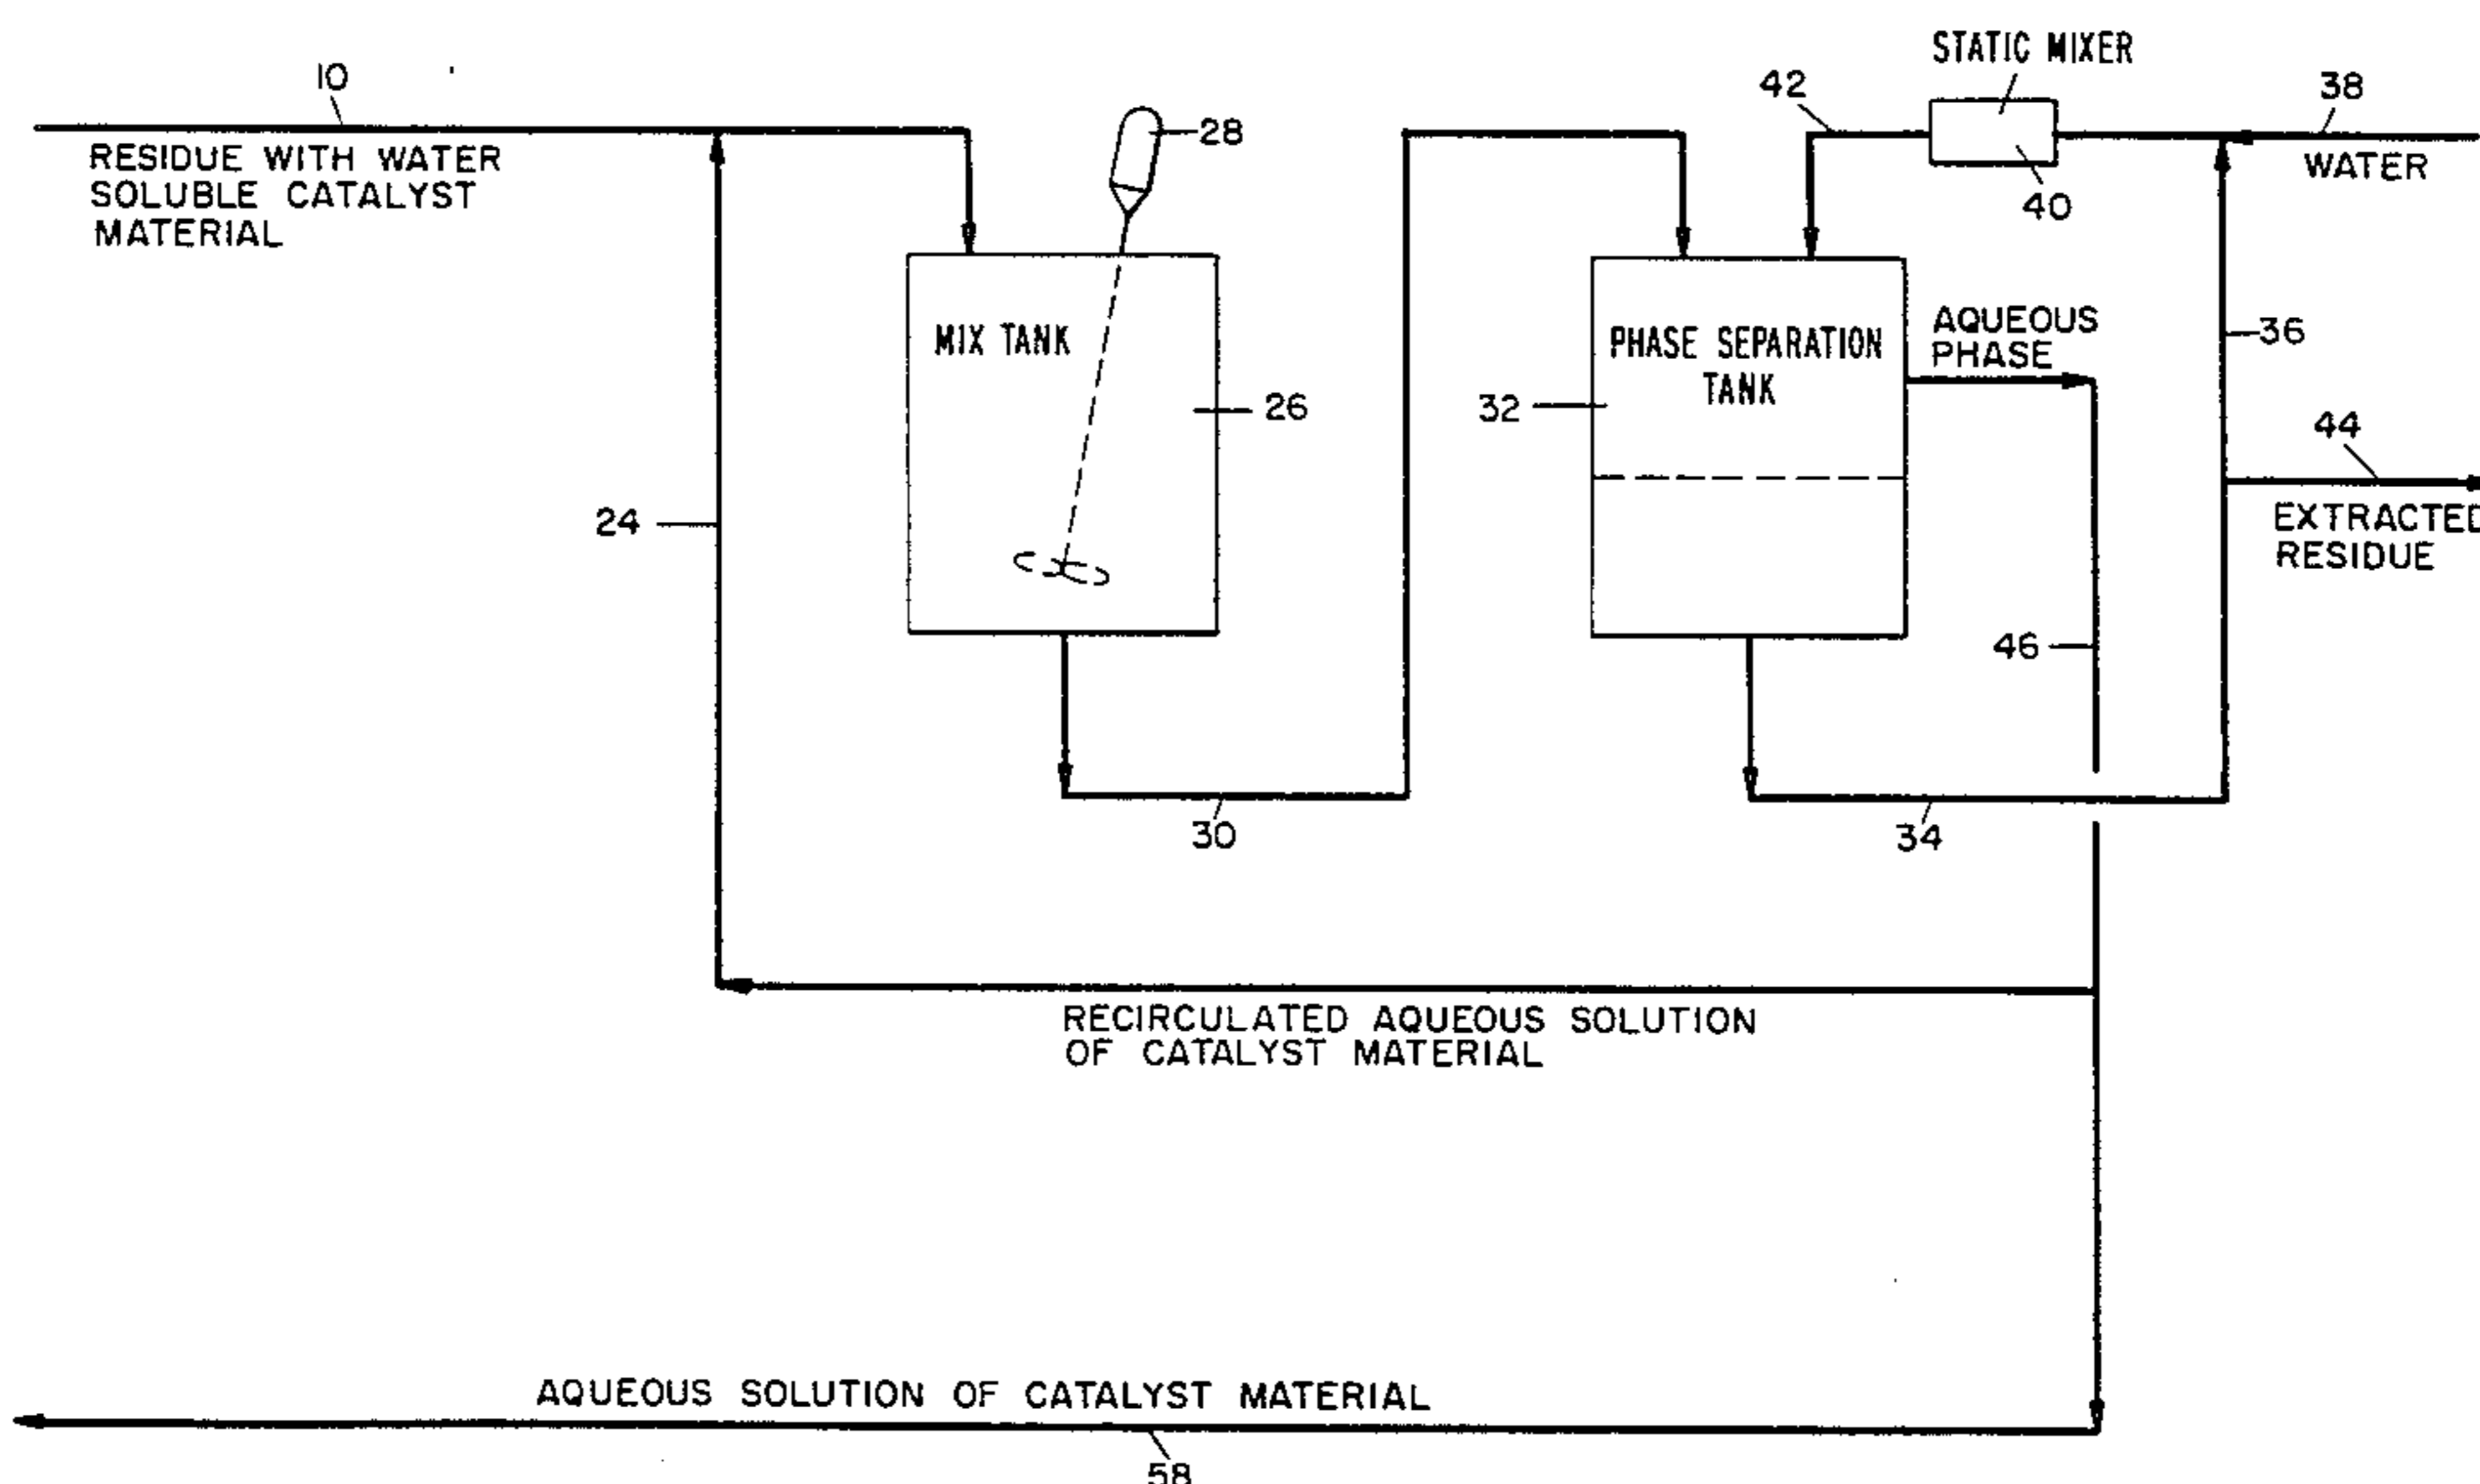 STATIC MIXER
10
42
38
28
RESIDUE WITH WATER
SOLUBLE CATALYST
MATERIAL
WATER
40
MIX TANK
PHASE SEPARATION
TANK
AQUEOUS
PHASE
36
26
32
44
24
EXTRACTED
RESIDUE
46
30
34
RECIRCULATED AQUEOUS SOLUTION
OF CATALYST MATERIAL
AQUEOUS SOLUTION OF CATALYST MATERIAL
58